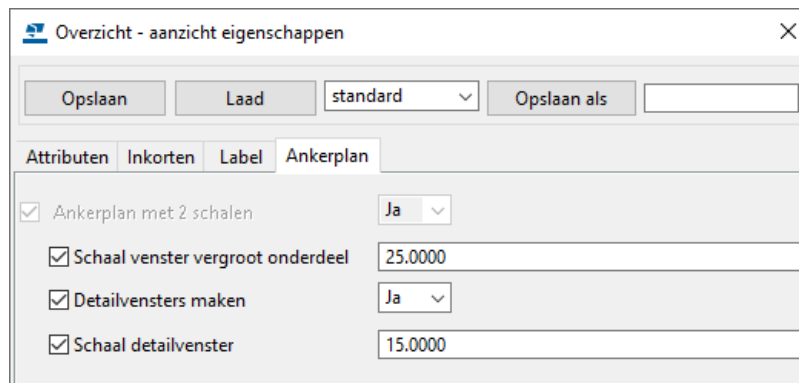 Overzicht - aanzicht eigenschappen
Opslaan Laad standard Opslaan als
Attributen Inkorten Label Ankerplan
Ankerplan met 2 schalen Ja
Schaal venster vergroot onderdeel 25.0000
Detailvensters maken Ja
Schaal detailvenster 15.0000